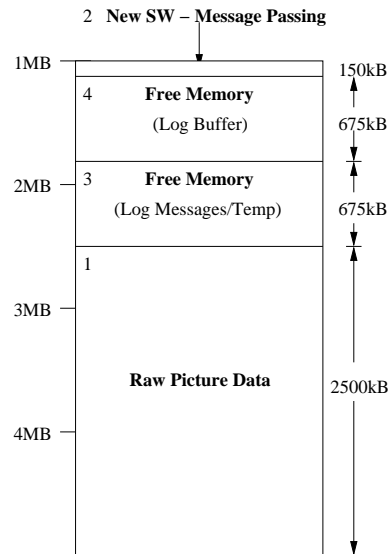 2 New SW – Message Passing
1MB
150kB
4 Free Memory
(Log Buffer)
675kB
2MB
3 Free Memory
(Log Messages/Temp)
675kB
1
3MB
Raw Picture Data
2500kB
4MB